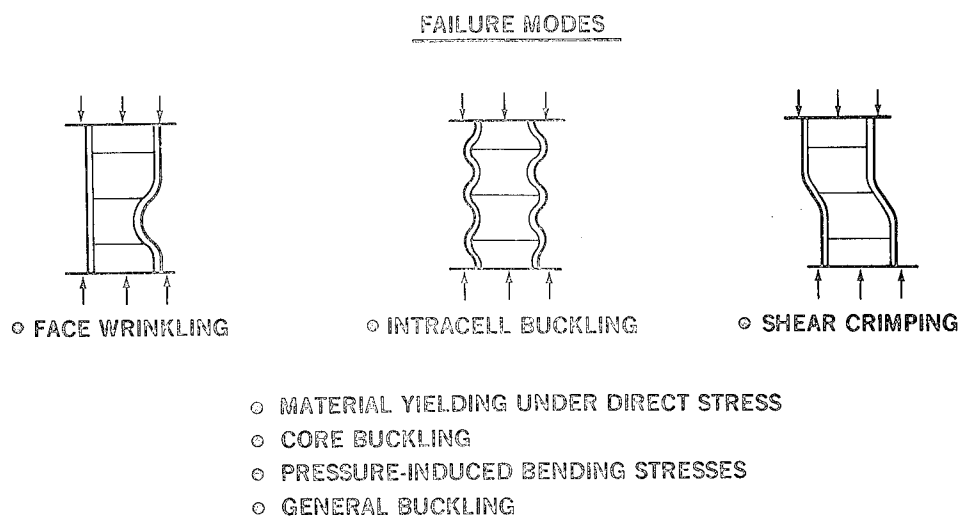 FAILURE MODES
○ FACE WRINKLING
○ INTRACELL BUCKLING
○ SHEAR CRIMPING
○ MATERIAL YIELDING UNDER DIRECT STRESS
○ CORE BUCKLING
○ PRESSURE-INDUCED BENDING STRESSES
○ GENERAL BUCKLING